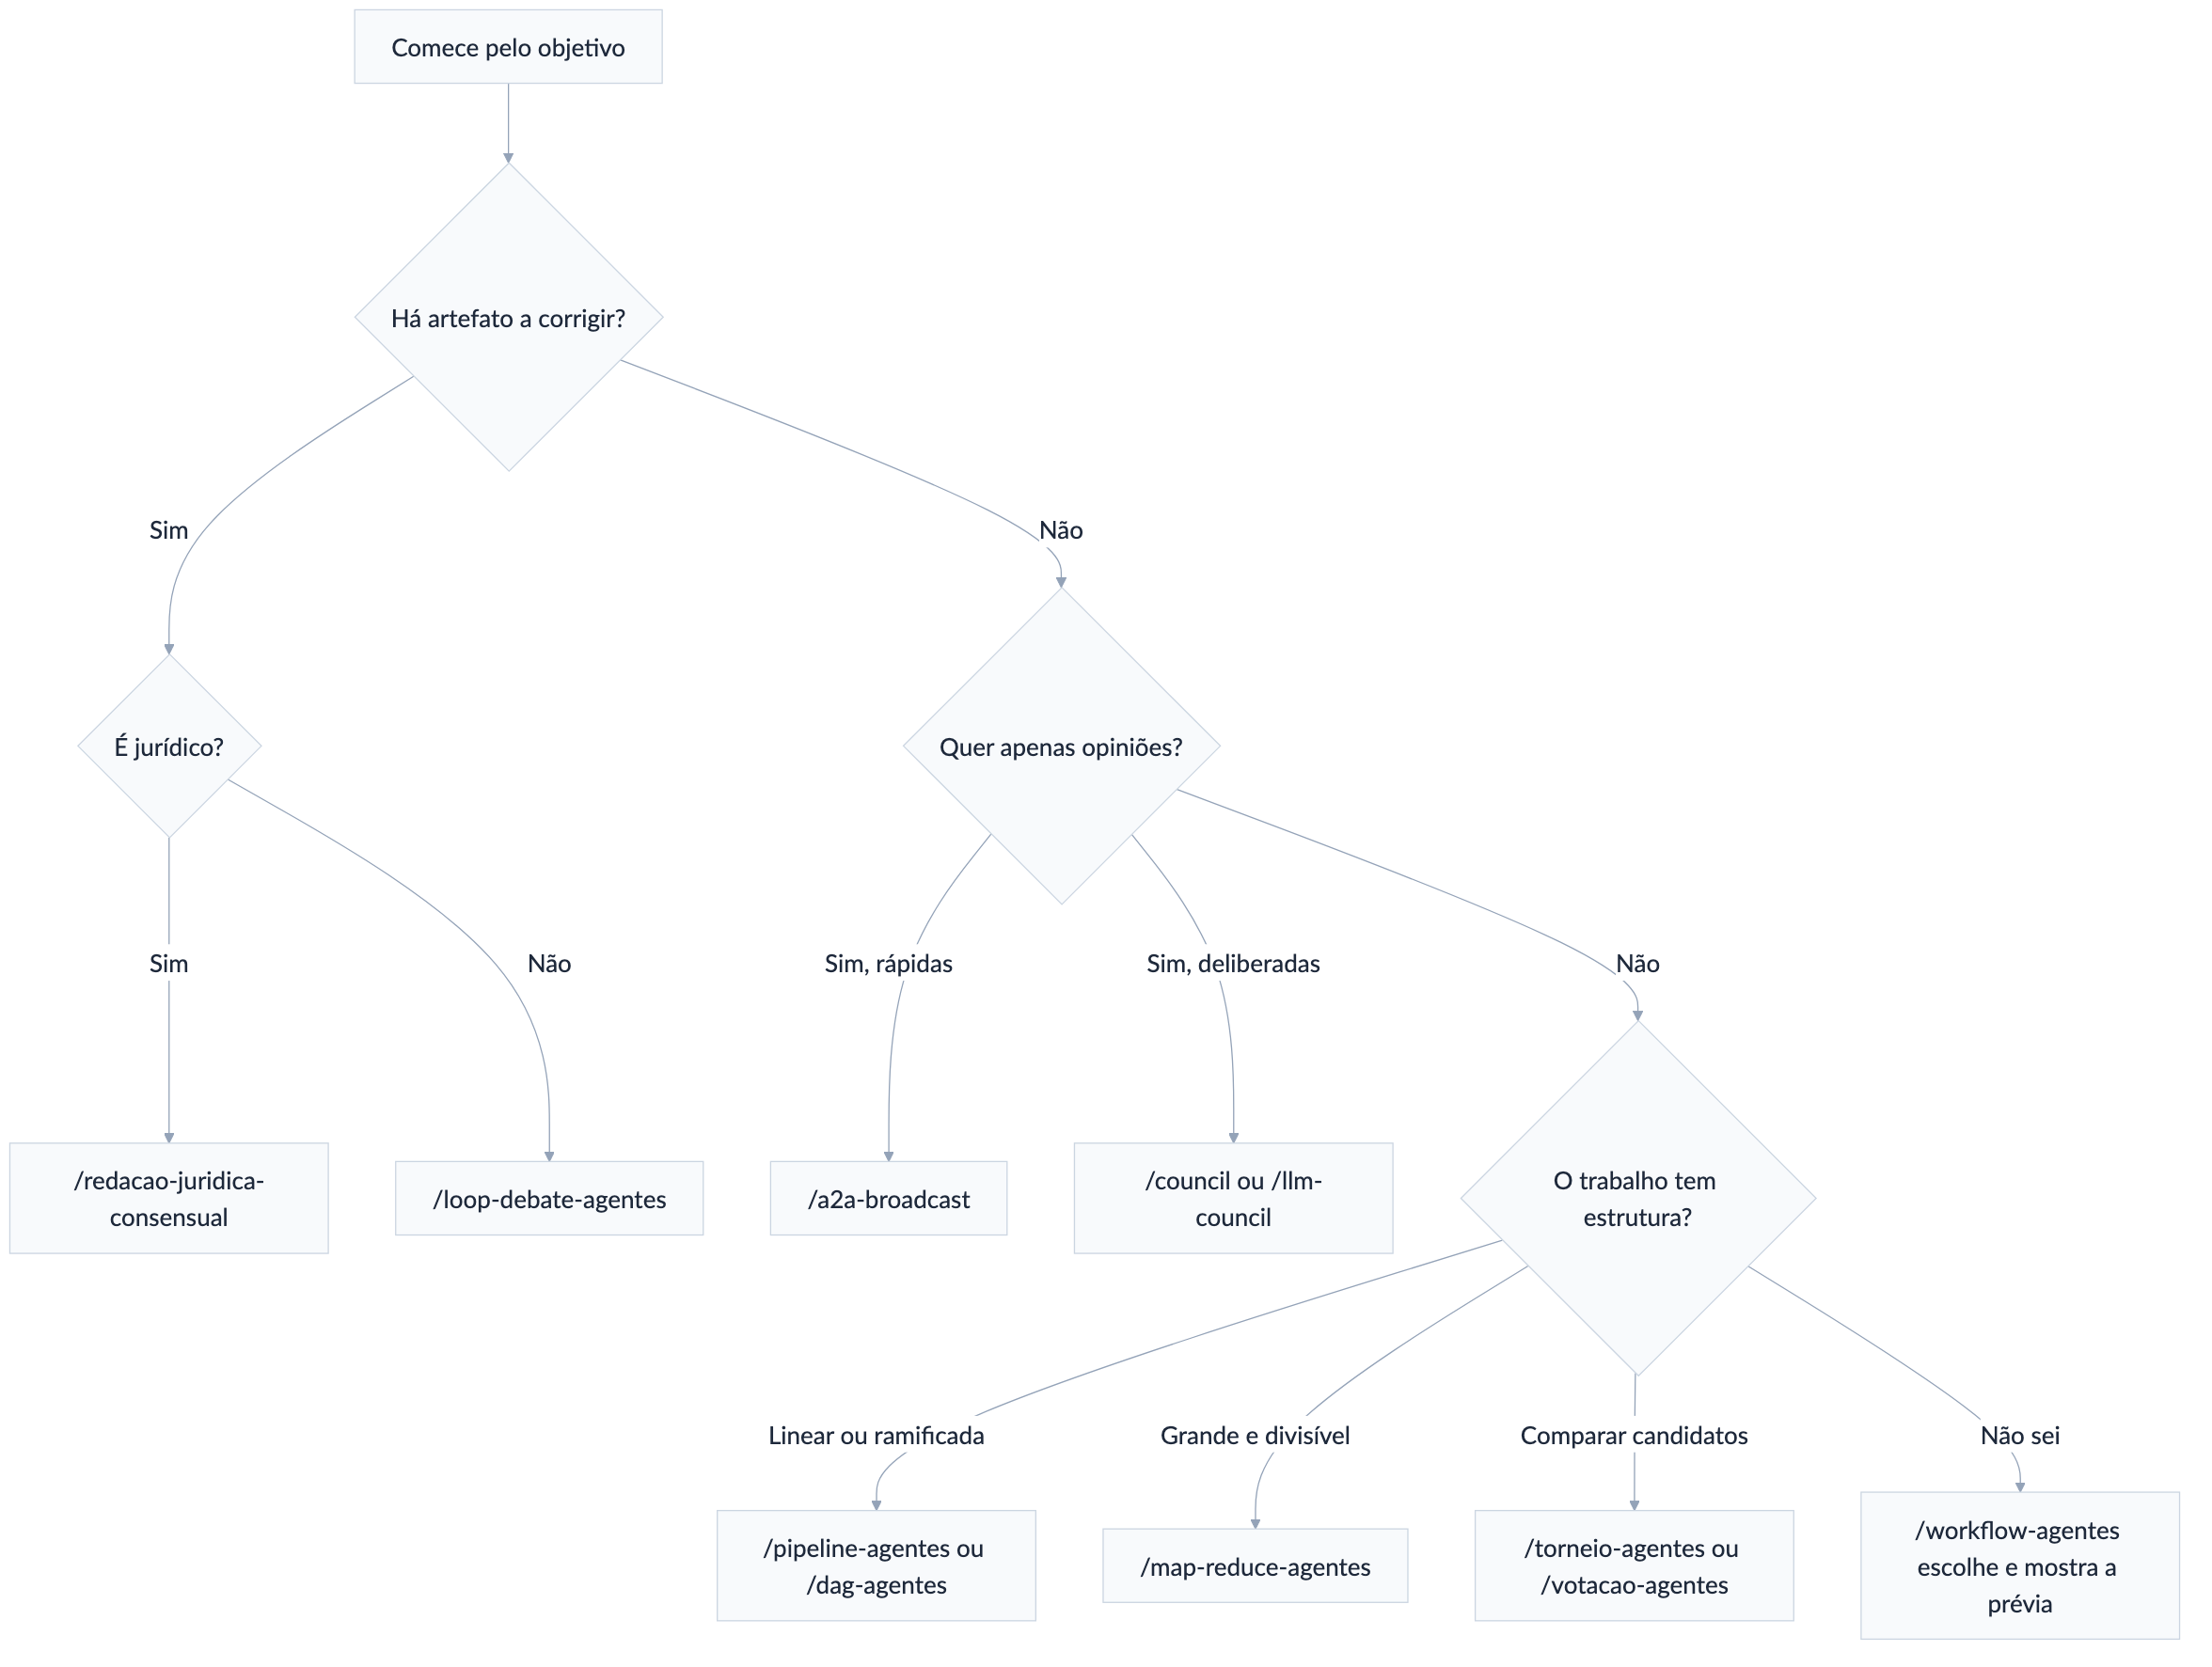 Comece pelo objetivo
Há artefato a corrigir?
Sim
Não
É jurídico?
Quer apenas opiniões?
Sim
Não
Sim, rápidas
Sim, deliberadas
Não
/redacao-juridica-
consensual
/loop-debate-agentes
/a2a-broadcast
/council ou /llm-
council
O trabalho tem
estrutura?
Linear ou ramificada
Grande e divisível
Comparar candidatos
Não sei
/pipeline-agentes ou
/dag-agentes
/map-reduce-agentes
/torneio-agentes ou
/votacao-agentes
/workflow-agentes
escolhe e mostra a
prévia